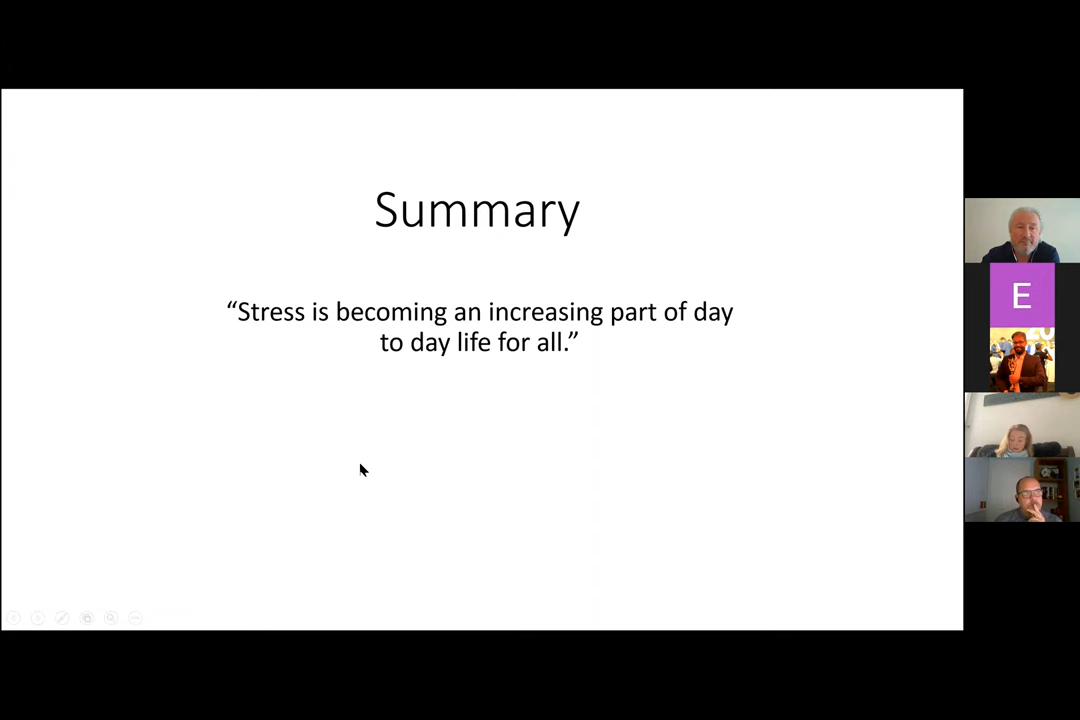 Summary
“Stress is becoming an increasing part of day
to day life for all.”
E